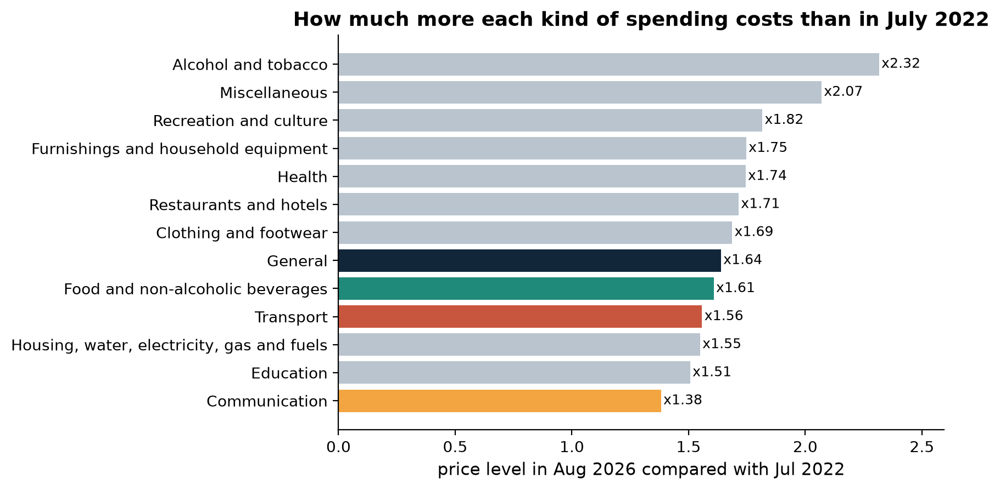 How much more each kind of spending costs than in July 2022
Alcohol and tobacco x2.32
Miscellaneous x2.07
Recreation and culture x1.82
Furnishings and household equipment x1.75
Health x1.74
Restaurants and hotels x1.71
Clothing and footwear x1.69
General x1.64
Food and non-alcoholic beverages x1.61
Transport x1.56
Housing, water, electricity, gas and fuels x1.55
Education x1.51
Communication x1.38
0.0 0.5 1.0 1.5 2.0 2.5
price level in Aug 2026 compared with Jul 2022